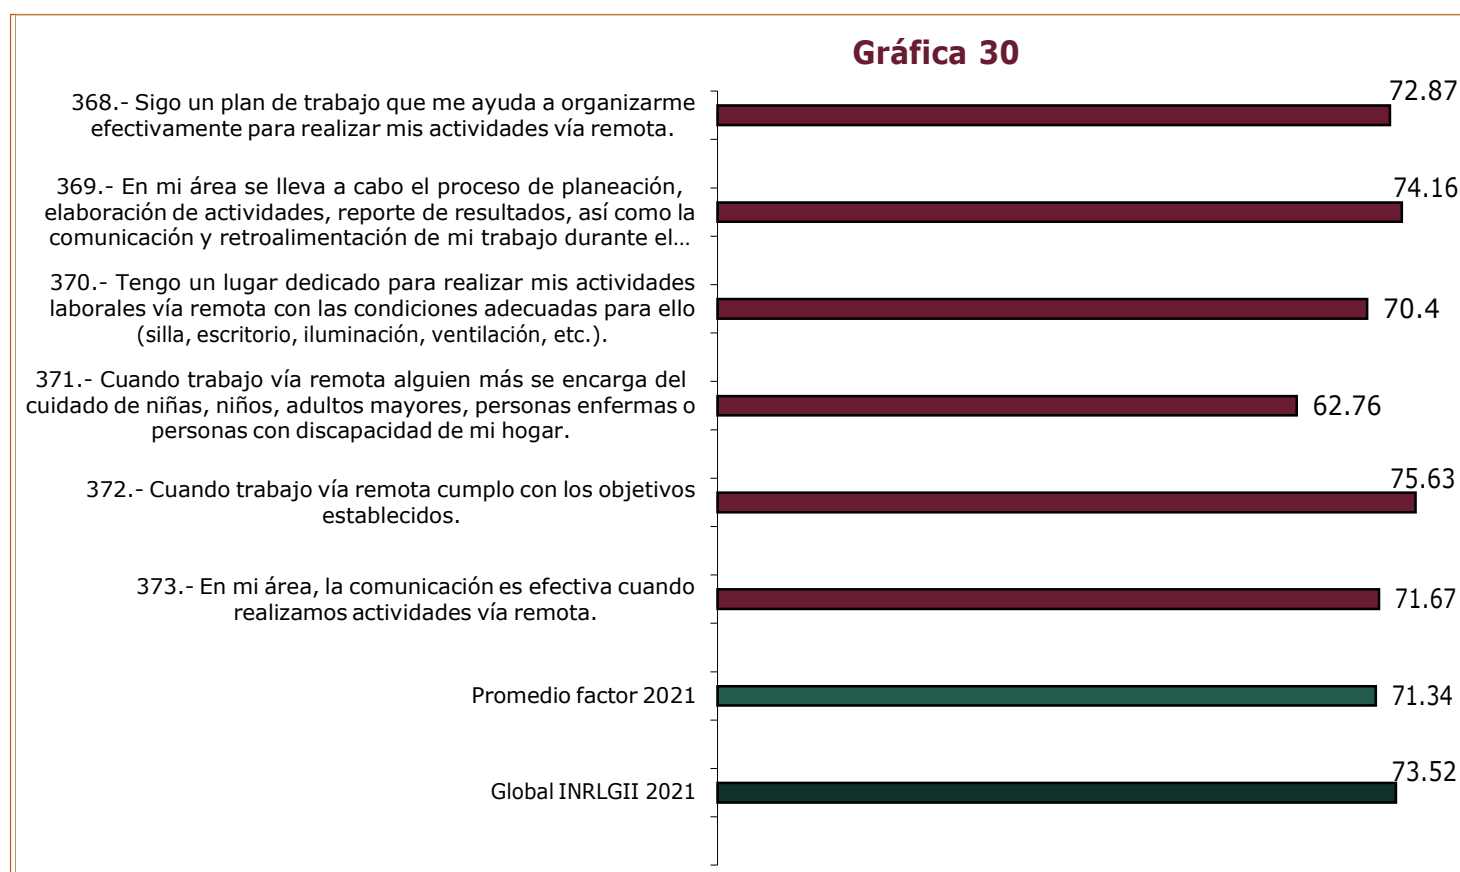 Gráfica 30
368.- Sigo un plan de trabajo que me ayuda a organizarme
efectivamente para realizar mis actividades vía remota.
72.87
369.- En mi área se lleva a cabo el proceso de planeación,
elaboración de actividades, reporte de resultados, así como la
comunicación y retroalimentación de mi trabajo durante el...
74.16
370.- Tengo un lugar dedicado para realizar mis actividades
laborales vía remota con las condiciones adecuadas para ello
(silla, escritorio, iluminación, ventilación, etc.).
70.4
371.- Cuando trabajo vía remota alguien más se encarga del
cuidado de niñas, niños, adultos mayores, personas enfermas o
personas con discapacidad de mi hogar.
62.76
372.- Cuando trabajo vía remota cumplo con los objetivos
establecidos.
75.63
373.- En mi área, la comunicación es efectiva cuando
realizamos actividades vía remota.
71.67
Promedio factor 2021
71.34
Global INRLGII 2021
73.52